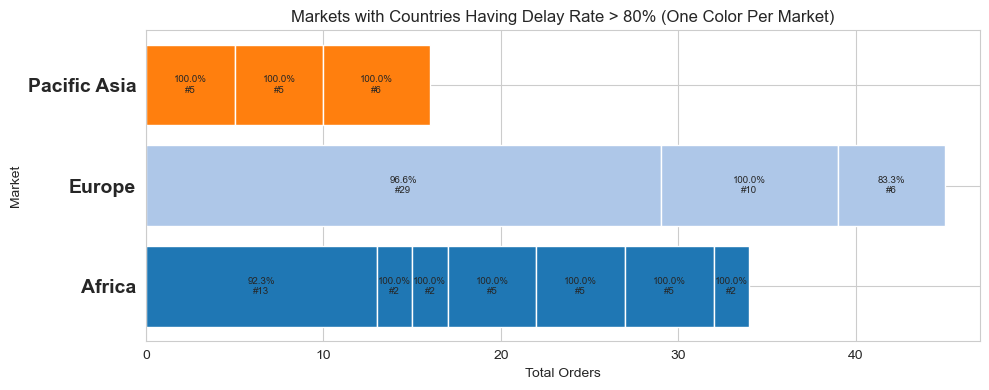 Markets with Countries Having Delay Rate > 80% (One Color Per Market)
Market
Pacific Asia
100.0% 100.0% 100.0%
#5 #5 #6
Europe
96.6% 100.0% 83.3%
#29 #10 #6
Africa
92.3% 100.0% 100.0% 100.0% 100.0% 100.0% 100.0%
#13 #2 #2 #5 #5 #5 #2
0 10 20 30 40
Total Orders